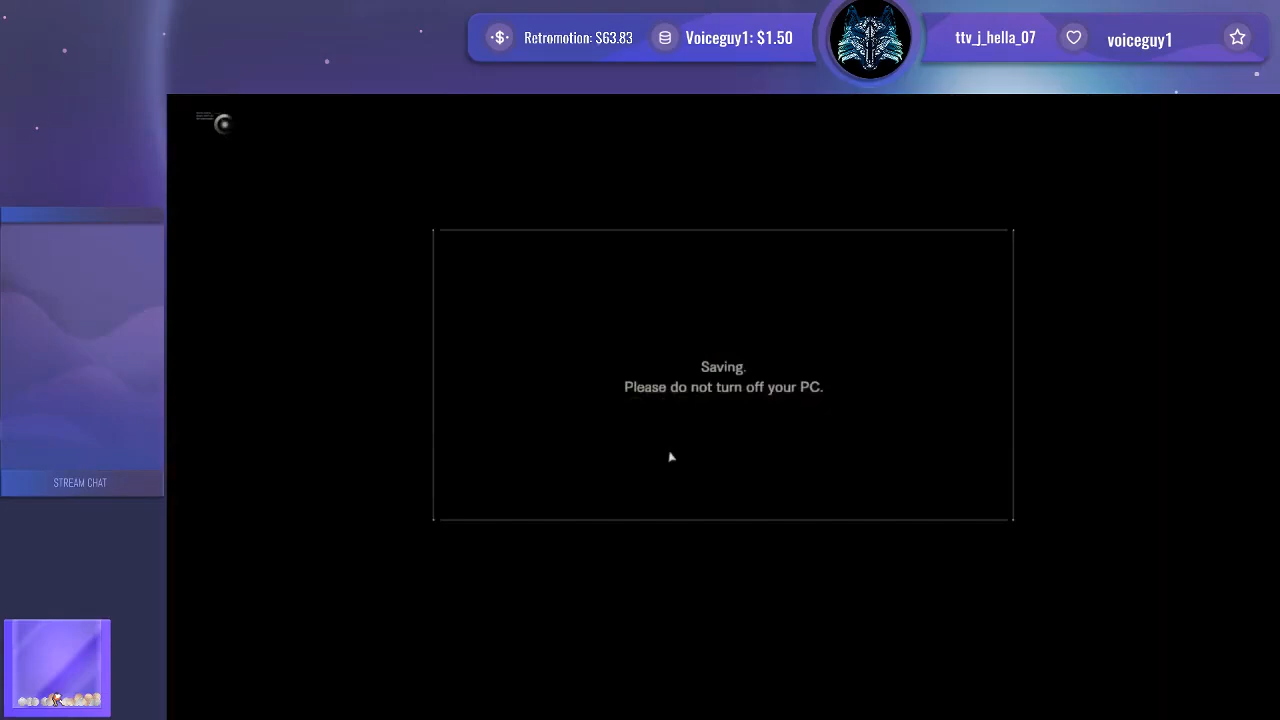 Retromotion: $63.83
Voiceguy1: $1.50
ttv_j_hella_07
voiceguy1
Saving.
Please do not turn off your PC.
STREAM CHAT